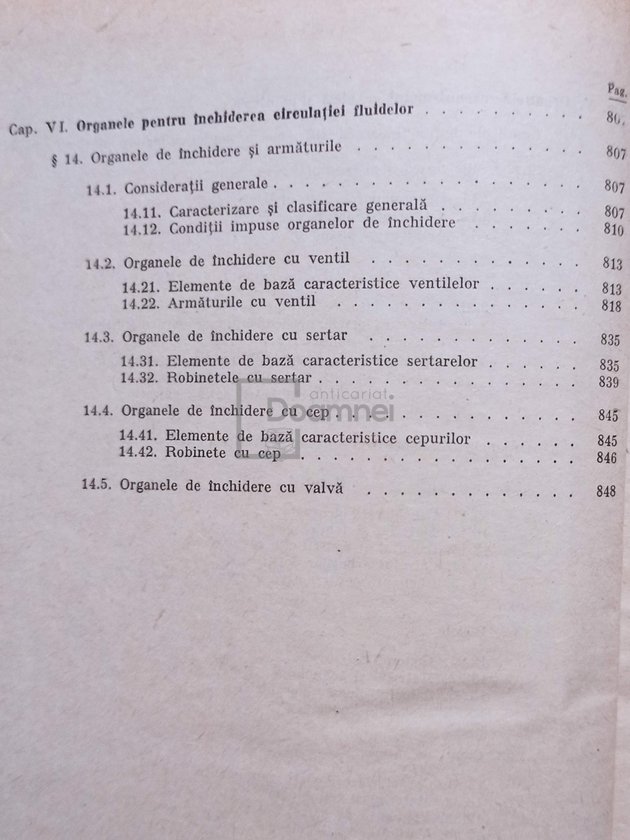 Pag.
Cap. VI. Organele pentru închiderea circulației fluidelor . . . . . . . . . . 807
§ 14. Organele de închidere și armăturile . . . . . . . . . . . . 807
14.1. Considerații generale . . . . . . . . . . . . . . . . 807
14.11. Caracterizare și clasificare generală . . . . . . . . . 807
14.12. Condiții impuse organelor de închidere . . . . . . . 810
14.2. Organele de închidere cu ventil . . . . . . . . . . . . 813
14.21. Elemente de bază caracteristice ventilelor . . . . . . 813
14.22. Armăturile cu ventil . . . . . . . . . . . . . 818
14.3. Organele de închidere cu sertar . . . . . . . . . . . . 835
14.31. Elemente de bază caracteristice sertarelor . . . . . . 835
14.32. Robinetele cu sertar . . . . . . . . . . . . . . 839
14.4. Organele de închidere cu cep . . . . . . . . . . . . . 845
14.41. Elemente de bază caracteristice cepurilor . . . . . . 845
14.42. Robinete cu cep . . . . . . . . . . . . . . . 846
14.5. Organele de închidere cu valvă . . . . . . . . . . . 848
anticariat
Doamnei